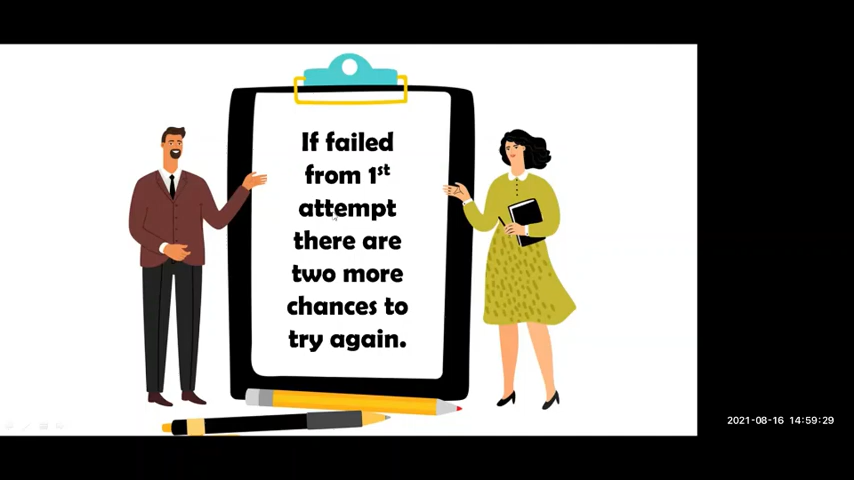 If failed
from 1st
attempt
there are
two more
chances to
try again.
2021-08-16 14:59:29